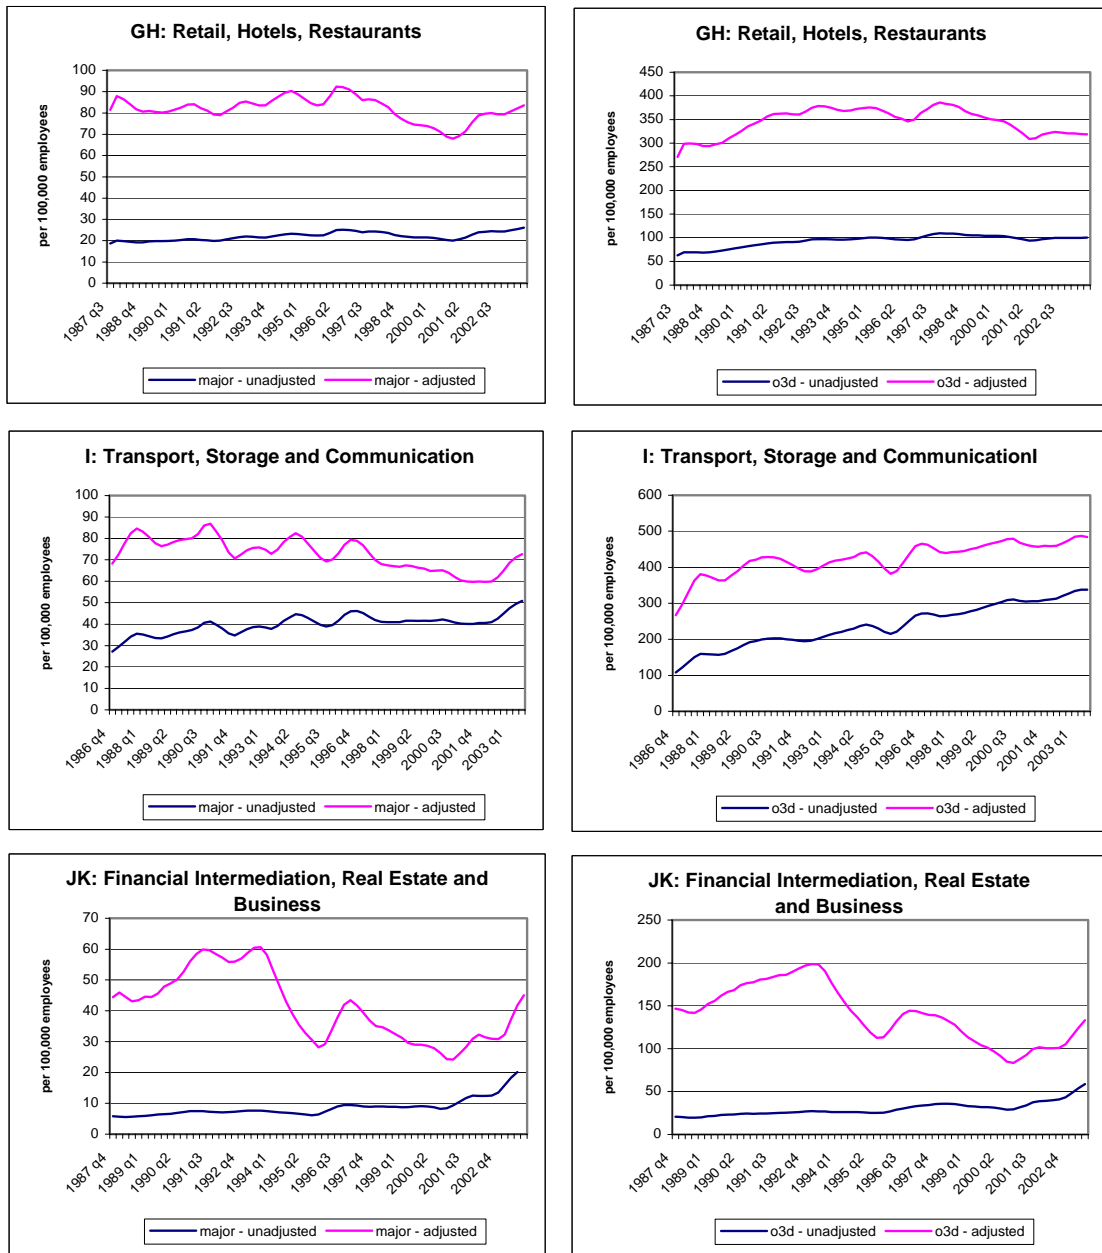 GH: Retail, Hotels, Restaurants
per 100,000 employees
100
90
80
70
60
50
40
30
20
10
0
1987 q3
1988 q4
1990 q1
1991 q2
1992 q3
1993 q4
1995 q1
1996 q2
1997 q3
1998 q4
2000 q1
2001 q2
2002 q3
major - unadjusted
major - adjusted
GH: Retail, Hotels, Restaurants
per 100,000 employees
450
400
350
300
250
200
150
100
50
0
1987 q3
1988 q4
1990 q1
1991 q2
1992 q3
1993 q4
1995 q1
1996 q2
1997 q3
1998 q4
2000 q1
2001 q2
2002 q3
o3d - unadjusted
o3d - adjusted
I: Transport, Storage and Communication
per 100,000 employees
100
90
80
70
60
50
40
30
20
10
0
1986 q4
1988 q1
1989 q2
1990 q3
1991 q4
1993 q1
1994 q2
1995 q3
1996 q4
1998 q1
1999 q2
2000 q3
2001 q4
2003 q1
major - unadjusted
major - adjusted
I: Transport, Storage and CommunicationI
per 100,000 employees
600
500
400
300
200
100
0
1986 q4
1988 q1
1989 q2
1990 q3
1991 q4
1993 q1
1994 q2
1995 q3
1996 q4
1998 q1
1999 q2
2000 q3
2001 q4
2003 q1
o3d - unadjusted
o3d - adjusted
JK: Financial Intermediation, Real Estate and
Business
per 100,000 employees
70
60
50
40
30
20
10
0
1987 q4
1989 q1
1990 q2
1991 q3
1992 q4
1994 q1
1995 q2
1996 q3
1997 q4
1999 q1
2000 q2
2001 q3
2002 q4
major - unadjusted
major - adjusted
JK: Financial Intermediation, Real Estate
and Business
per 100,000 employees
250
200
150
100
50
0
1987 q4
1989 q1
1990 q2
1991 q3
1992 q4
1994 q1
1995 q2
1996 q3
1997 q4
1999 q1
2000 q2
2001 q3
2002 q4
o3d - unadjusted
o3d - adjusted